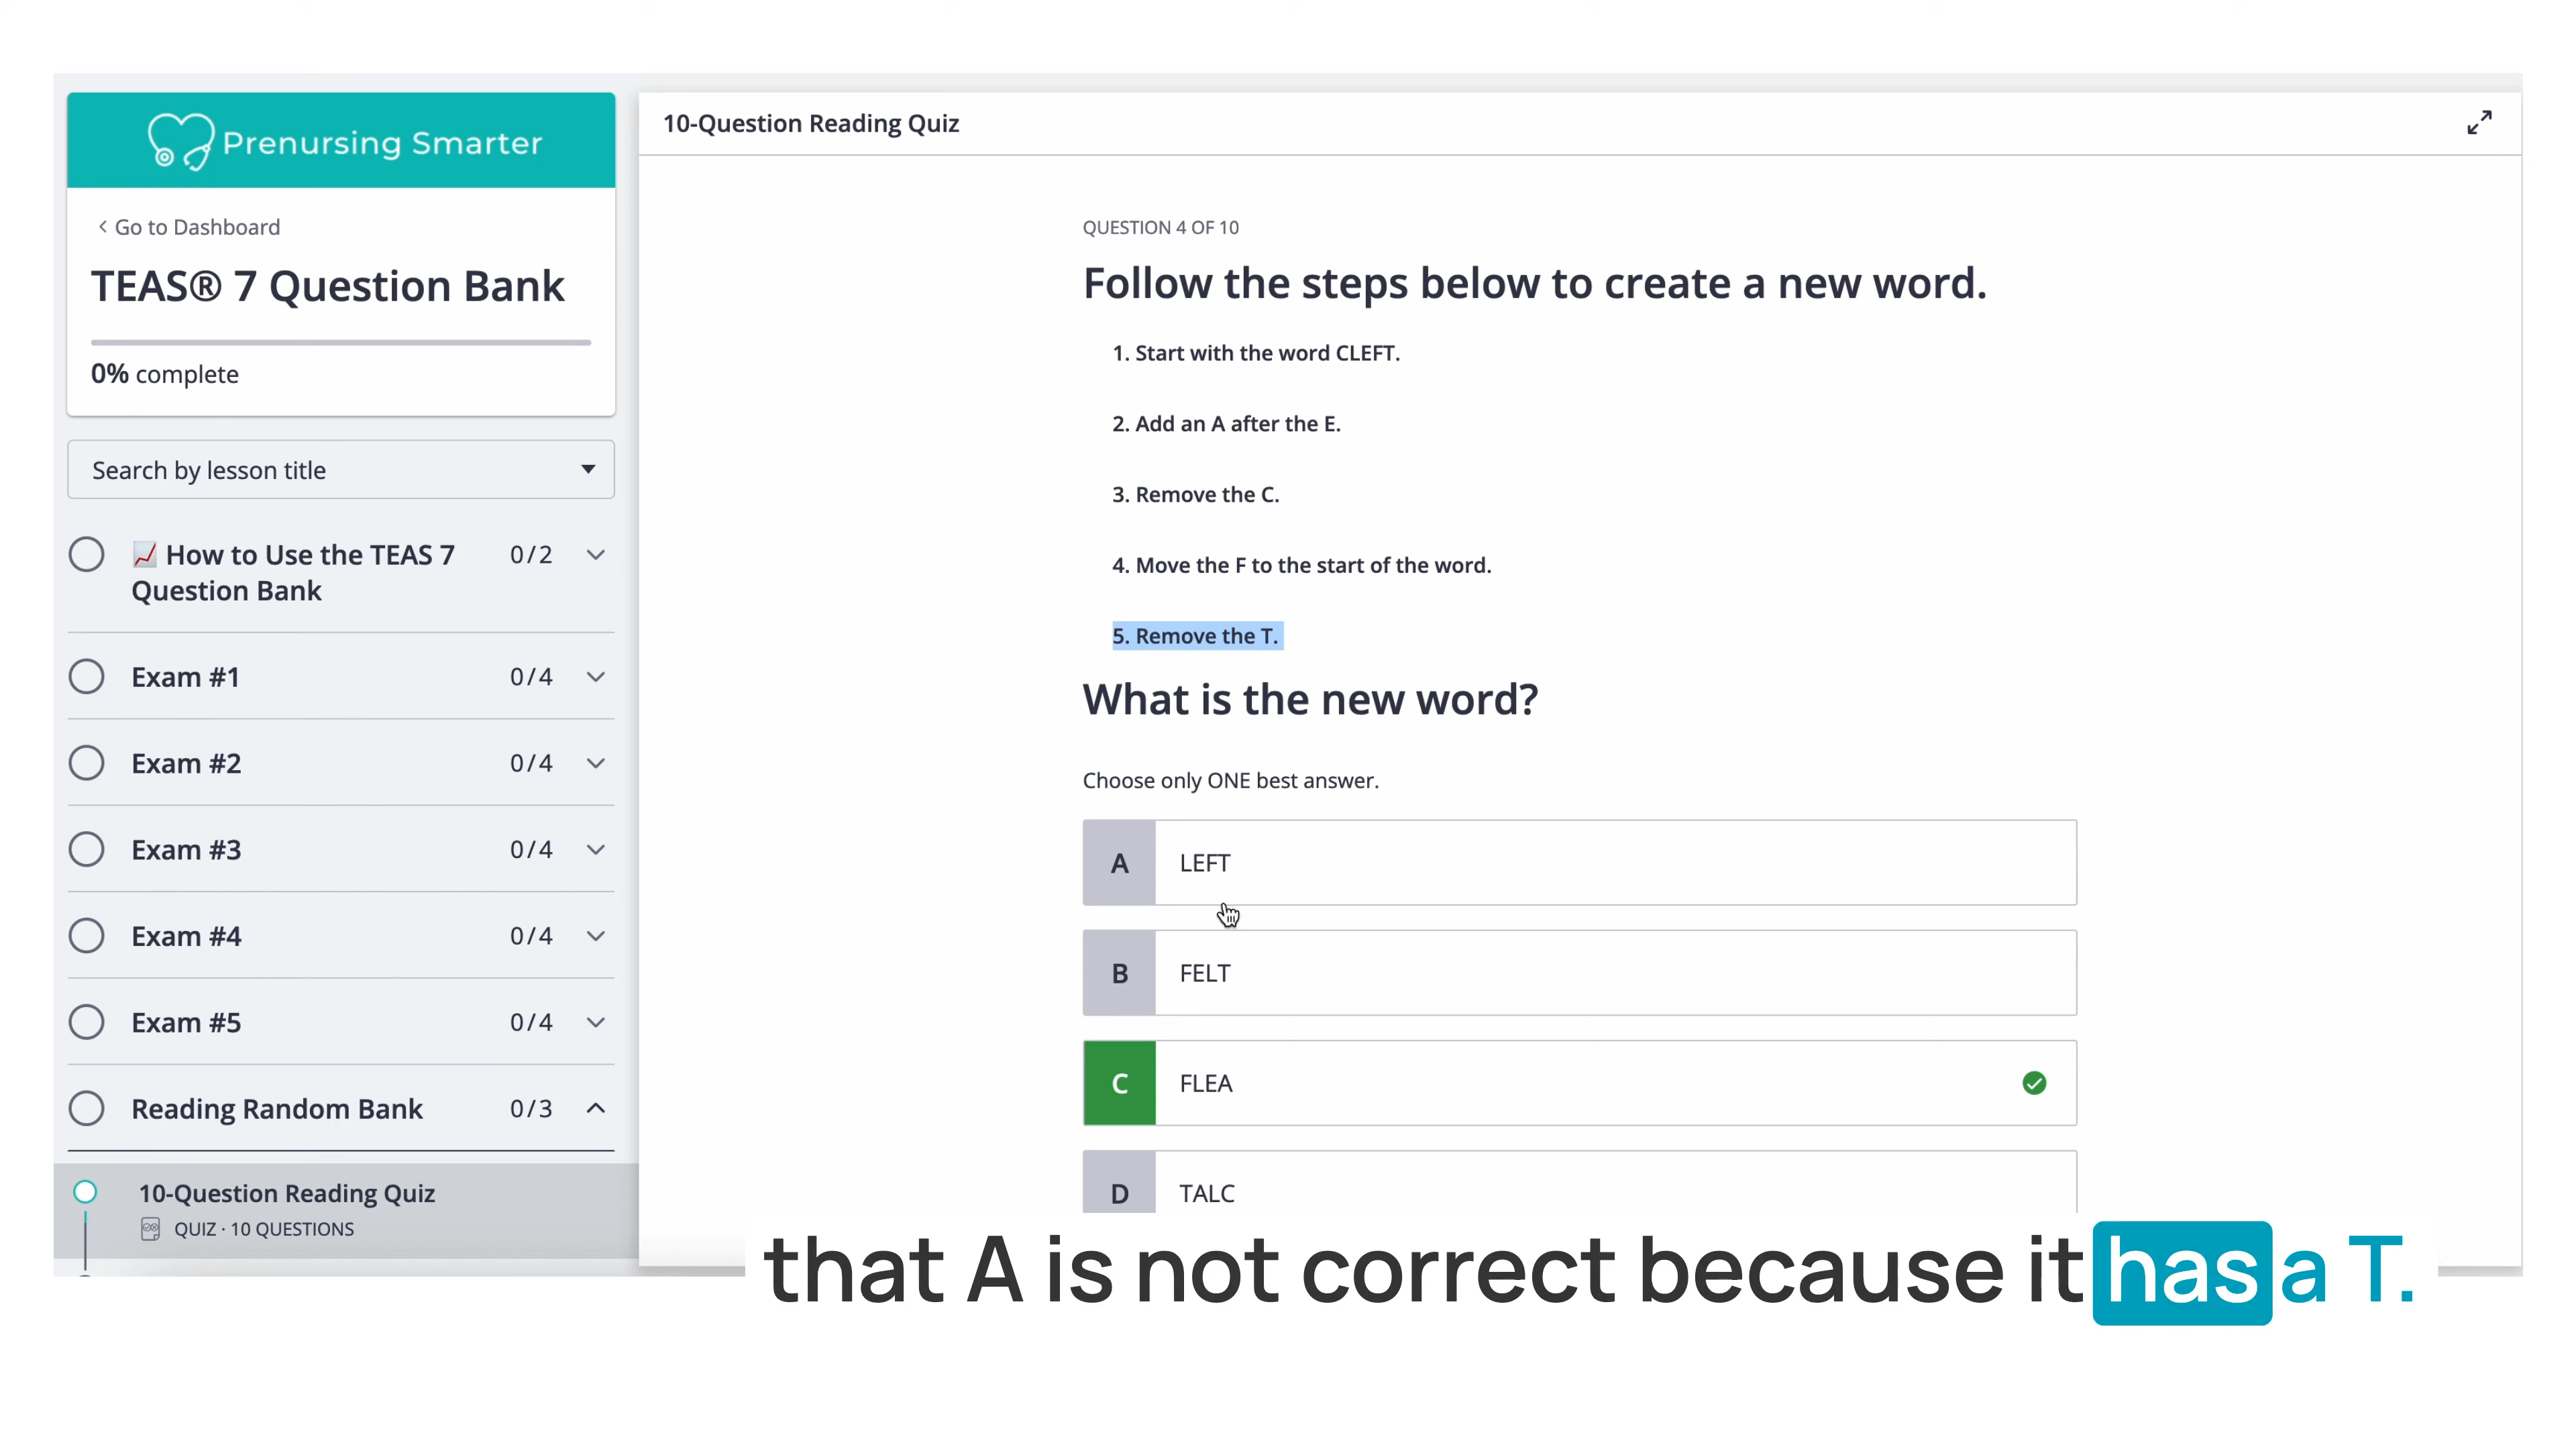 Prenursing Smarter
Go to Dashboard
TEAS® 7 Question Bank
0% complete
Search by lesson title
How to Use the TEAS 7 0/2
Question Bank
Exam #1 0/4
Exam #2 0/4
Exam #3 0/4
Exam #4 0/4
Exam #5 0/4
Reading Random Bank 0/3
10-Question Reading Quiz
QUIZ · 10 QUESTIONS
10-Question Reading Quiz
QUESTION 4 OF 10
Follow the steps below to create a new word.
1. Start with the word CLEFT.
2. Add an A after the E.
3. Remove the C.
4. Move the F to the start of the word.
5. Remove the T.
What is the new word?
Choose only ONE best answer.
A LEFT
B FELT
C FLEA
D TALC
that A is not correct because it has a T.